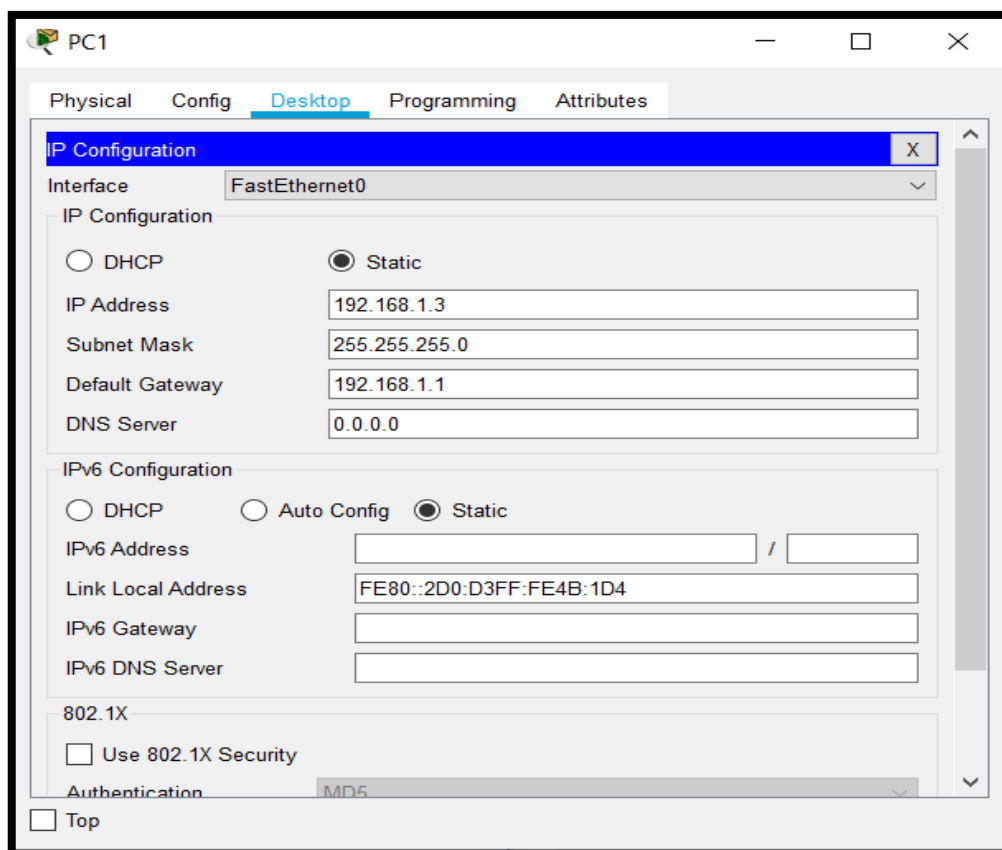 PC1
Physical Config Desktop Programming Attributes
IP Configuration X
Interface FastEthernet0
IP Configuration
DHCP Static
IP Address 192.168.1.3
Subnet Mask 255.255.255.0
Default Gateway 192.168.1.1
DNS Server 0.0.0.0
IPv6 Configuration
DHCP Auto Config Static
IPv6 Address /
Link Local Address FE80::2D0:D3FF:FE4B:1D4
IPv6 Gateway
IPv6 DNS Server
802.1X
Use 802.1X Security
Authentication MD5
Top